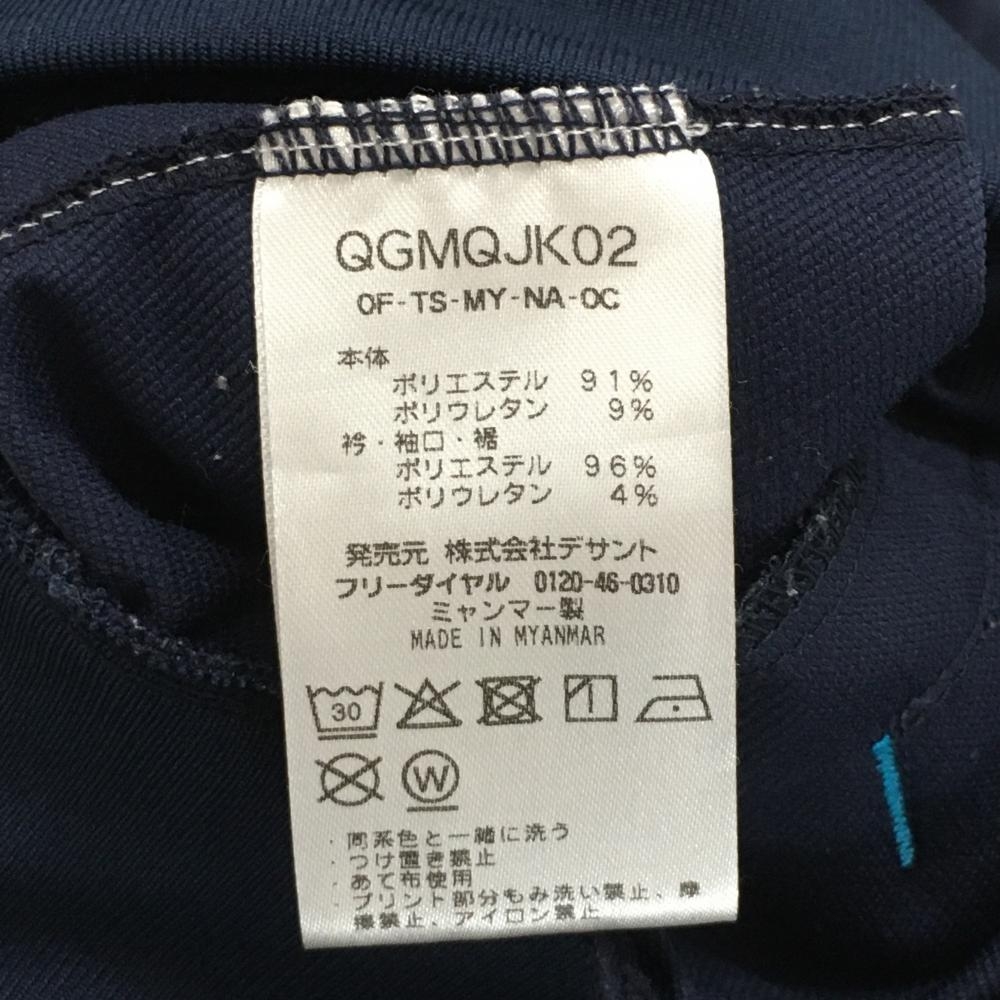 QGMQJK02
OF-TS-MY-NA-OC
本体
ポリエステル 91%
ポリウレタン 9%
衿・袖口・裾
ポリエステル 96%
ポリウレタン 4%
発売元 株式会社デサント
フリーダイヤル 0120-46-0310
ミャンマー製
MADE IN MYANMAR
30
W
・同系色と一緒に洗う
・つけ置き禁止
・あて布使用
・プリント部分もみ洗い禁止、摩
擦禁止、アイロン禁止